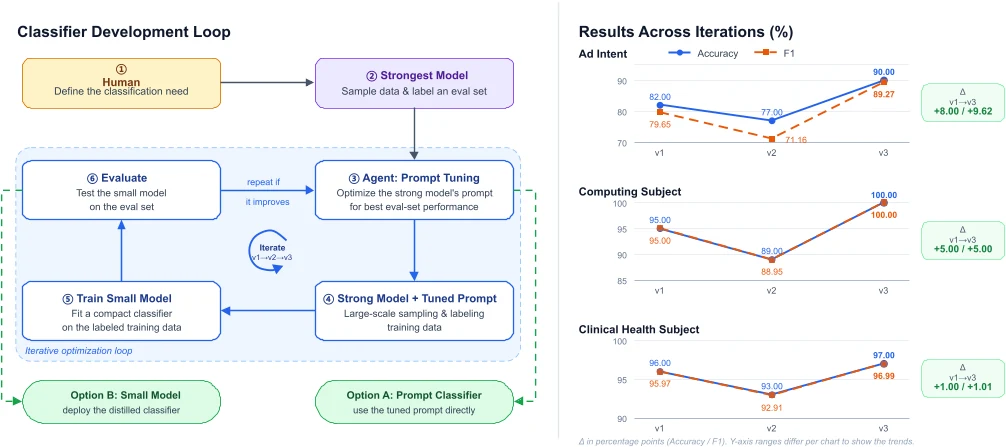 Classifier Development Loop
① Human
Define the classification need
② Strongest Model
Sample data & label an eval set
⑥ Evaluate
Test the small model
on the eval set
repeat if
it improves
③ Agent: Prompt Tuning
Optimize the strong model's prompt
for best eval-set performance
Iterate
v1→v2→v3
⑤ Train Small Model
Fit a compact classifier
on the labeled training data
④ Strong Model + Tuned Prompt
Large-scale sampling & labeling
training data
Iterative optimization loop
Option B: Small Model
deploy the distilled classifier
Option A: Prompt Classifier
use the tuned prompt directly
Results Across Iterations (%)
Ad Intent
Accuracy
F1
90
80
70
82.00
79.65
77.00
71.16
90.00
89.27
v1
v2
v3
Δ
v1→v3
+8.00 / +9.62
Computing Subject
100
95
90
85
95.00
95.00
89.00
88.95
100.00
100.00
v1
v2
v3
Δ
v1→v3
+5.00 / +5.00
Clinical Health Subject
100
95
90
96.00
95.97
93.00
92.91
97.00
96.99
v1
v2
v3
Δ
v1→v3
+1.00 / +1.01
Δ in percentage points (Accuracy / F1). Y-axis ranges differ per chart to show the trends.